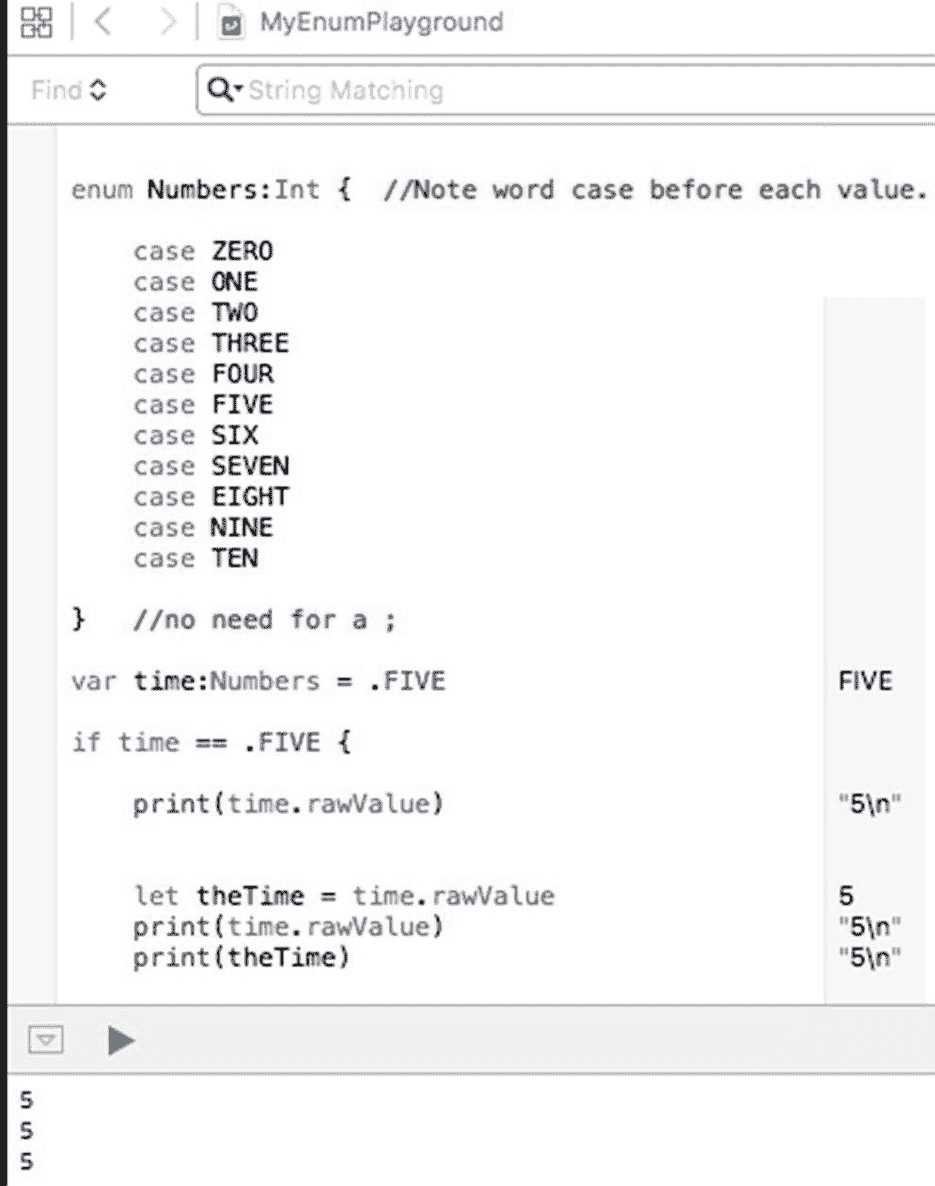 MyEnumPlayground
Find String Matching
enum Numbers:Int { //Note word case before each value.
case ZERO
case ONE
case TWO
case THREE
case FOUR
case FIVE
case SIX
case SEVEN
case EIGHT
case NINE
case TEN
} //no need for a ;
var time:Numbers = .FIVE FIVE
if time == .FIVE {
print(time.rawValue) "5\n"
let theTime = time.rawValue 5
print(time.rawValue) "5\n"
print(theTime) "5\n"
5
5
5